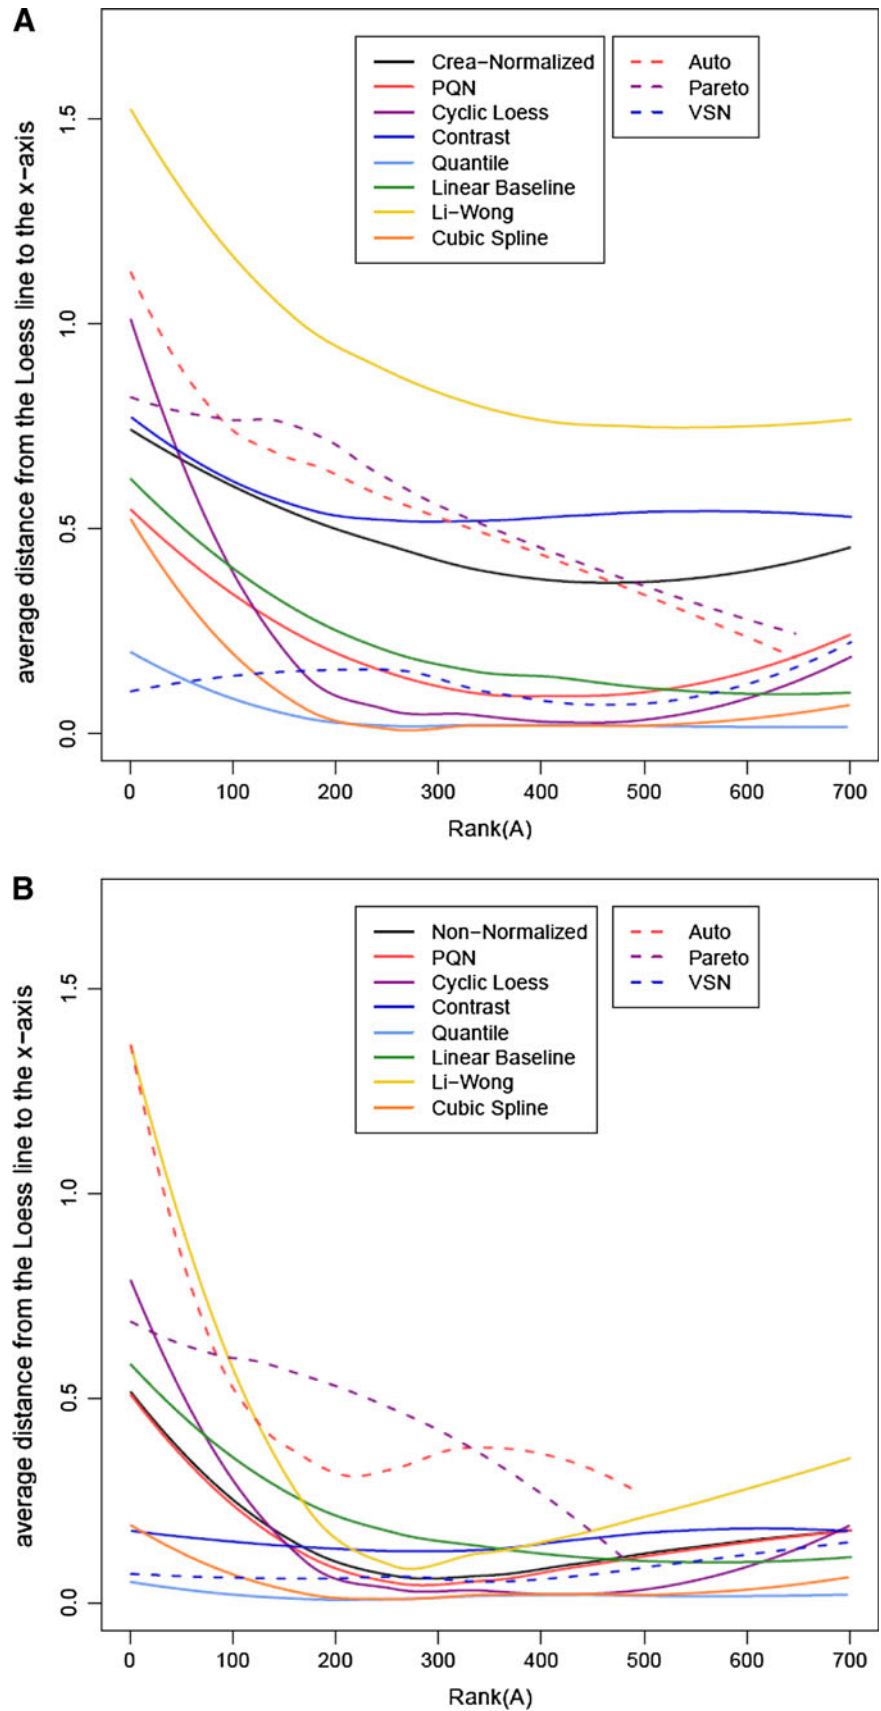 A
average distance from the Loess line to the x-axis
1.5
1.0
0.5
0.0
Crea-Normalized
PQN
Cyclic Loess
Contrast
Quantile
Linear Baseline
Li-Wong
Cubic Spline
Auto
Pareto
VSN
0 100 200 300 400 500 600 700
Rank(A)
B
average distance from the Loess line to the x-axis
1.5
1.0
0.5
0.0
Non-Normalized
PQN
Cyclic Loess
Contrast
Quantile
Linear Baseline
Li-Wong
Cubic Spline
Auto
Pareto
VSN
0 100 200 300 400 500 600 700
Rank(A)